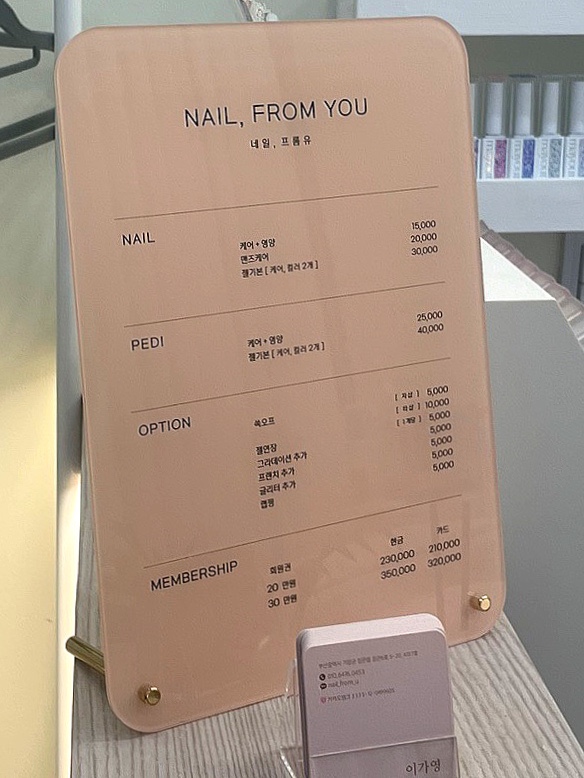 NAIL, FROM YOU
네일, 프롬유
NAIL
케어+영양 15,000
맨즈케어 20,000
젤기본 [ 케어, 컬러 2개 ] 30,000
PEDI
케어+영양 25,000
젤기본 [ 케어, 컬러 2개 ] 40,000
OPTION
쏙오프 [ 자샵 ] 5,000
[ 타샵 ] 10,000
젤연장 [ 1개당 ] 5,000
그라데이션 추가 5,000
프렌치 추가 5,000
글리터 추가 5,000
랩핑 5,000
MEMBERSHIP
회원권 현금 카드
20 만원 230,000 210,000
30 만원 350,000 320,000
부산광역시
nail_from_u
이가영